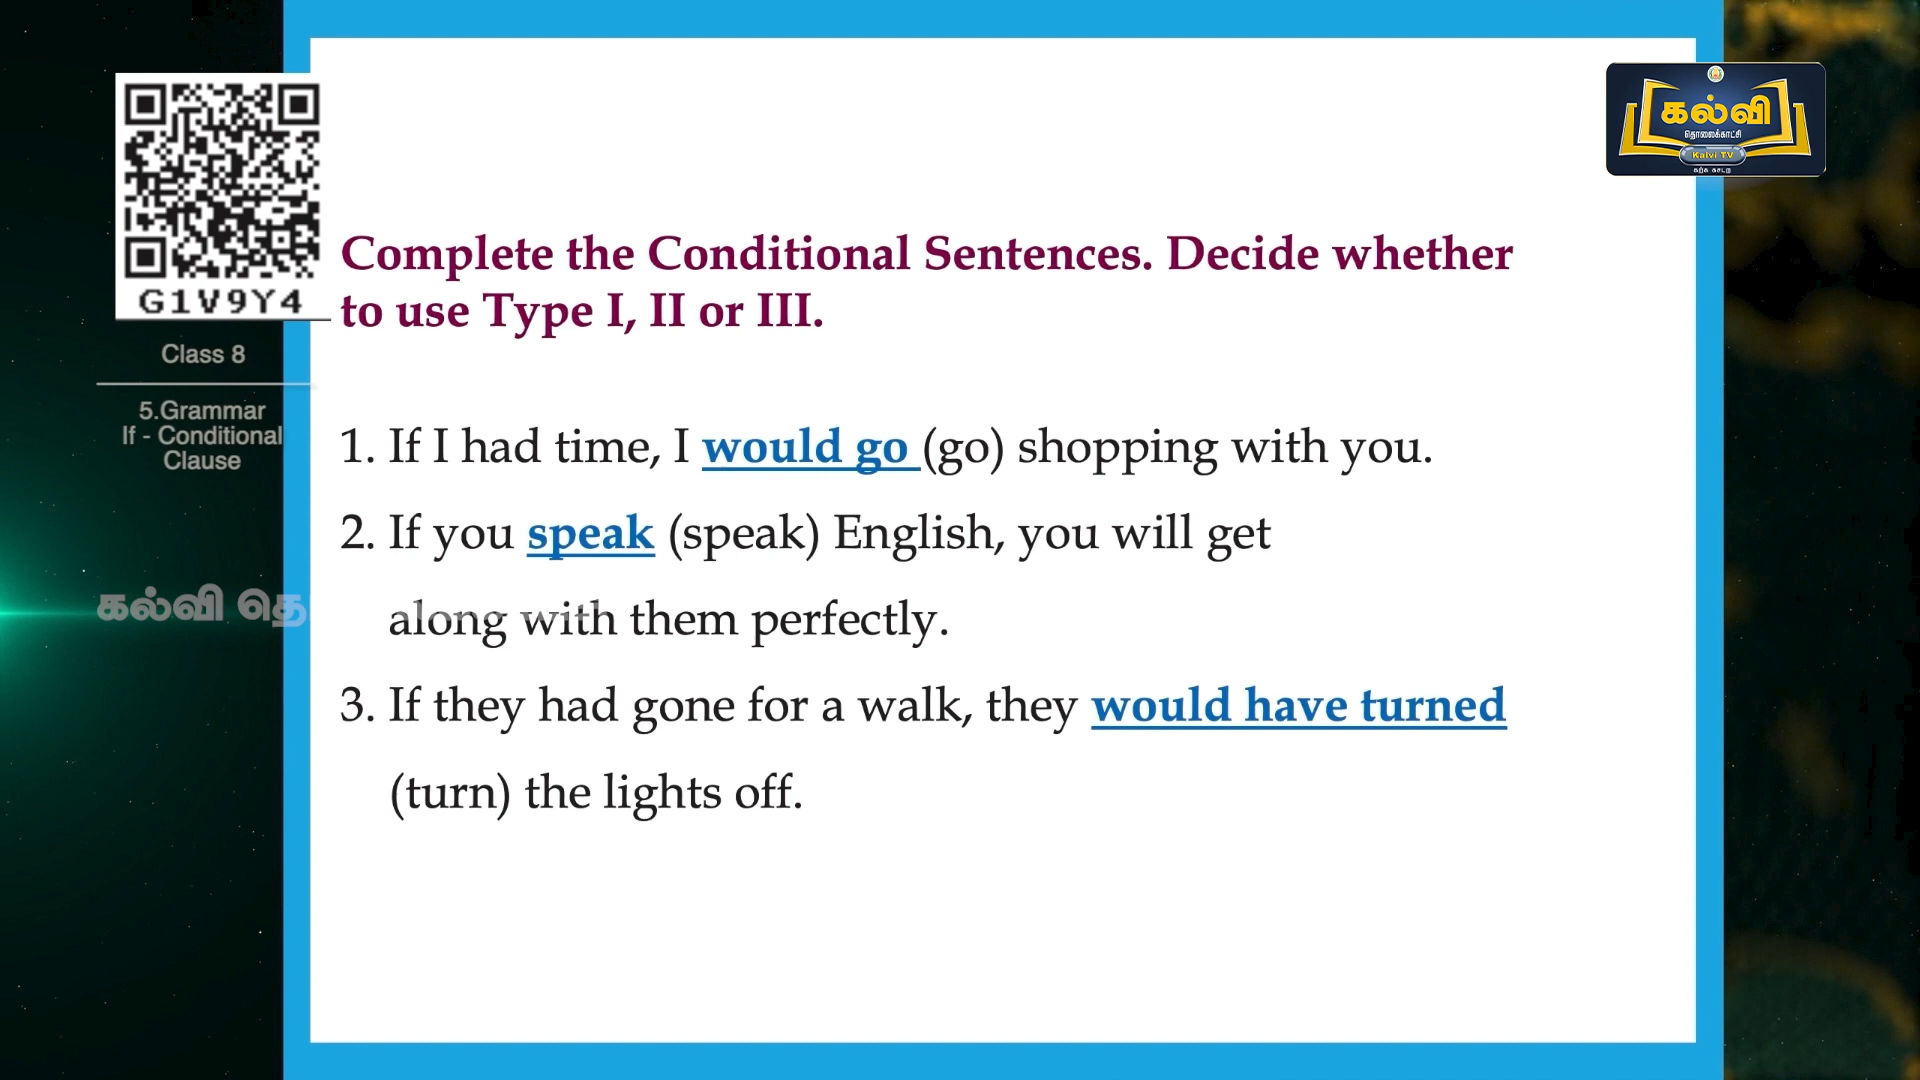 கல்வி
தொலைக்காட்சி
Kalvi TV
G1V9Y4
Class 8
5.Grammar
If - Conditional
Clause
Complete the Conditional Sentences. Decide whether
to use Type I, II or III.
1. If I had time, I would go (go) shopping with you.
2. If you speak (speak) English, you will get
along with them perfectly.
3. If they had gone for a walk, they would have turned
(turn) the lights off.
கல்வி